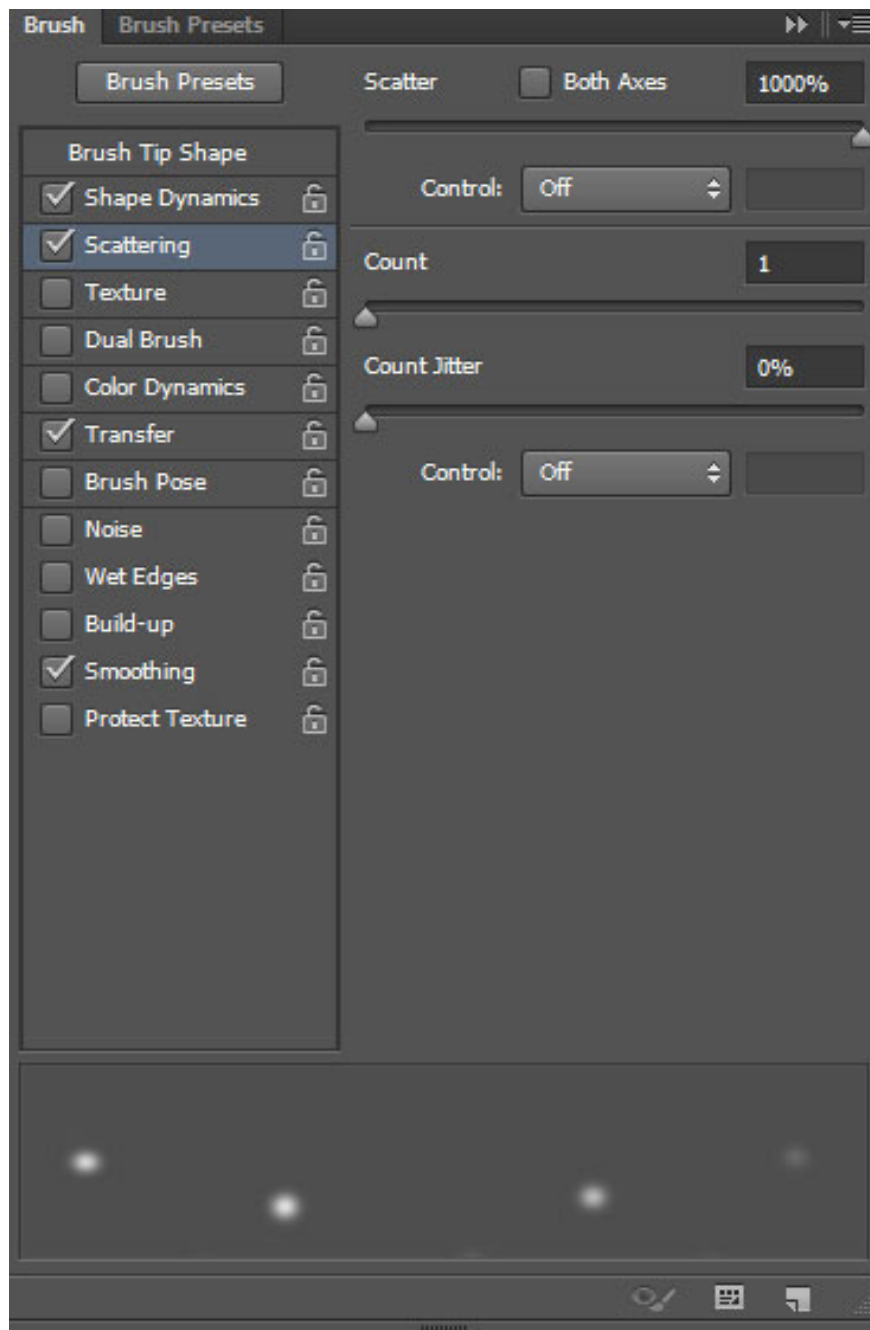 Brush Brush Presets
Brush Presets
Scatter Both Axes 1000%
Brush Tip Shape
Shape Dynamics
Control: Off
Scattering
Count 1
Texture
Dual Brush
Count Jitter 0%
Color Dynamics
Transfer
Control: Off
Brush Pose
Noise
Wet Edges
Build-up
Smoothing
Protect Texture